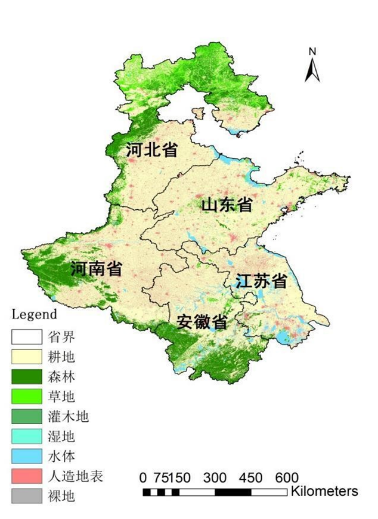 N
河北省
山东省
河南省
江苏省
安徽省
Legend
省界
耕地
森林
草地
灌木地
湿地
水体
人造地表
裸地
0 75150 300 450 600
Kilometers